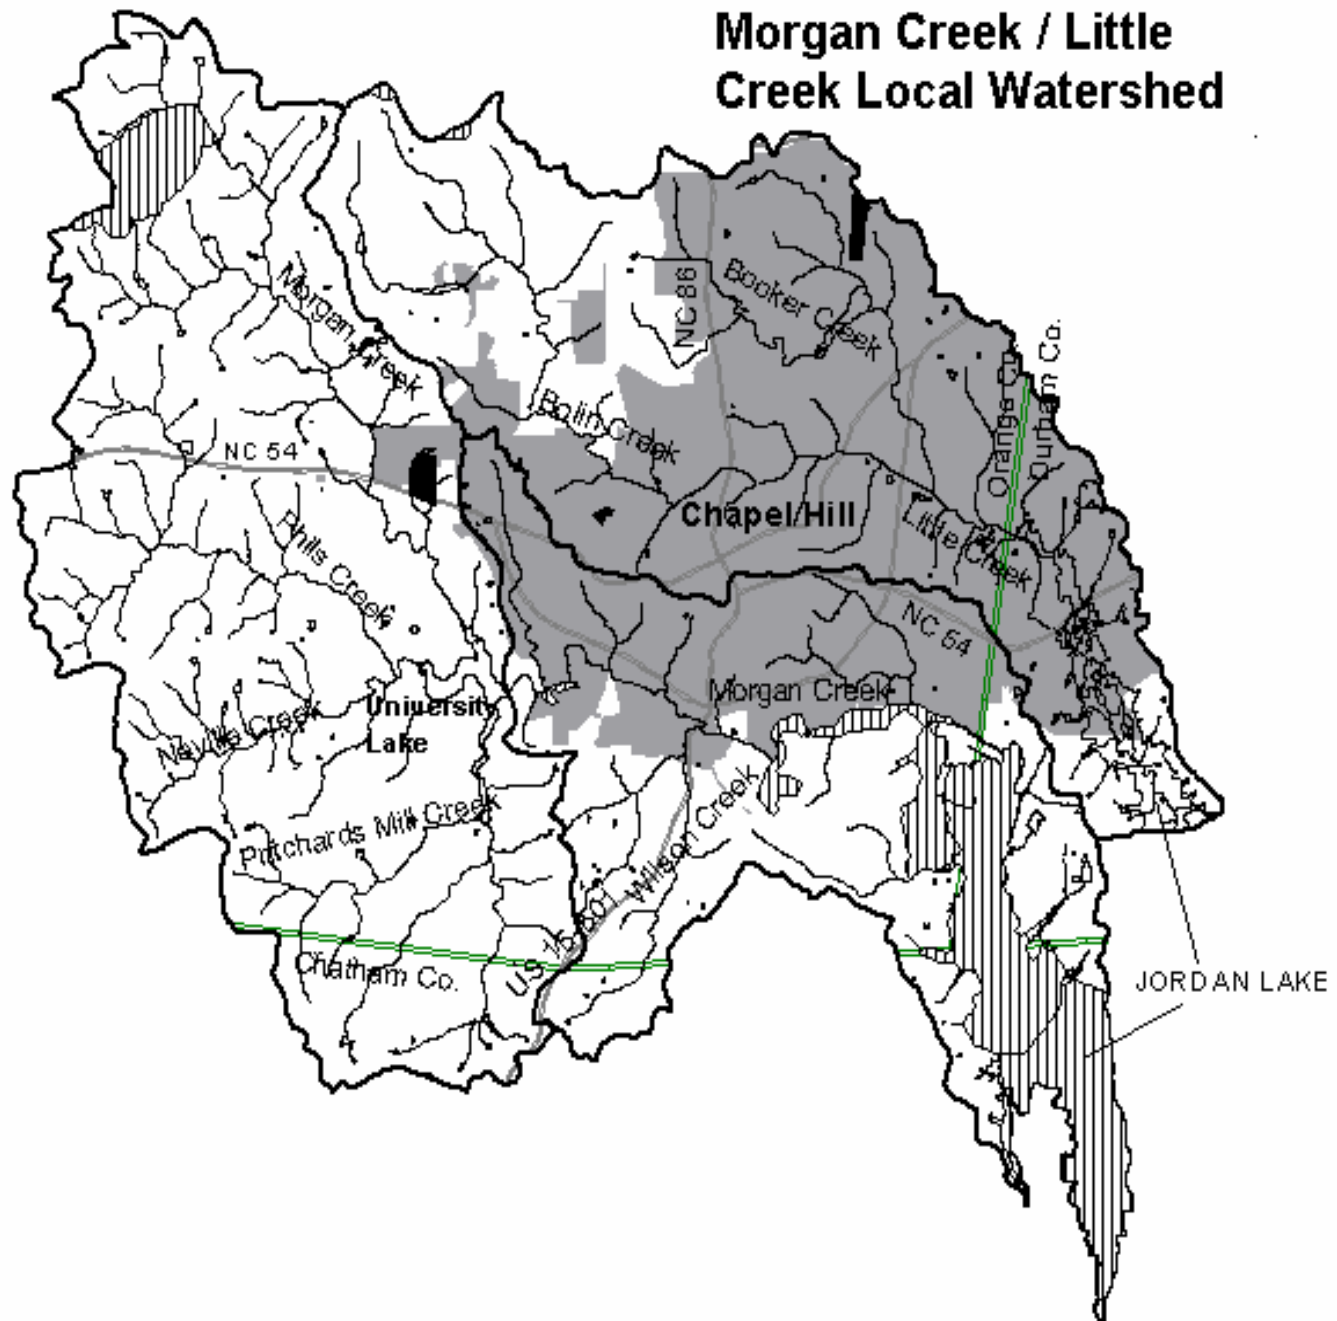 Morgan Creek / Little
Creek Local Watershed
Morgan Creek
NC 86
Booker Creek
Orange Co.
Durham Co.
Bolin Creek
NC 54
Chapel Hill
Little Creek
Phils Creek
NC 54
Morgan Creek
University
Lake
Neville Creek
Pritchards Mill Creek
Wilson Creek
U.S. 15-501
Chatham Co.
JORDAN LAKE